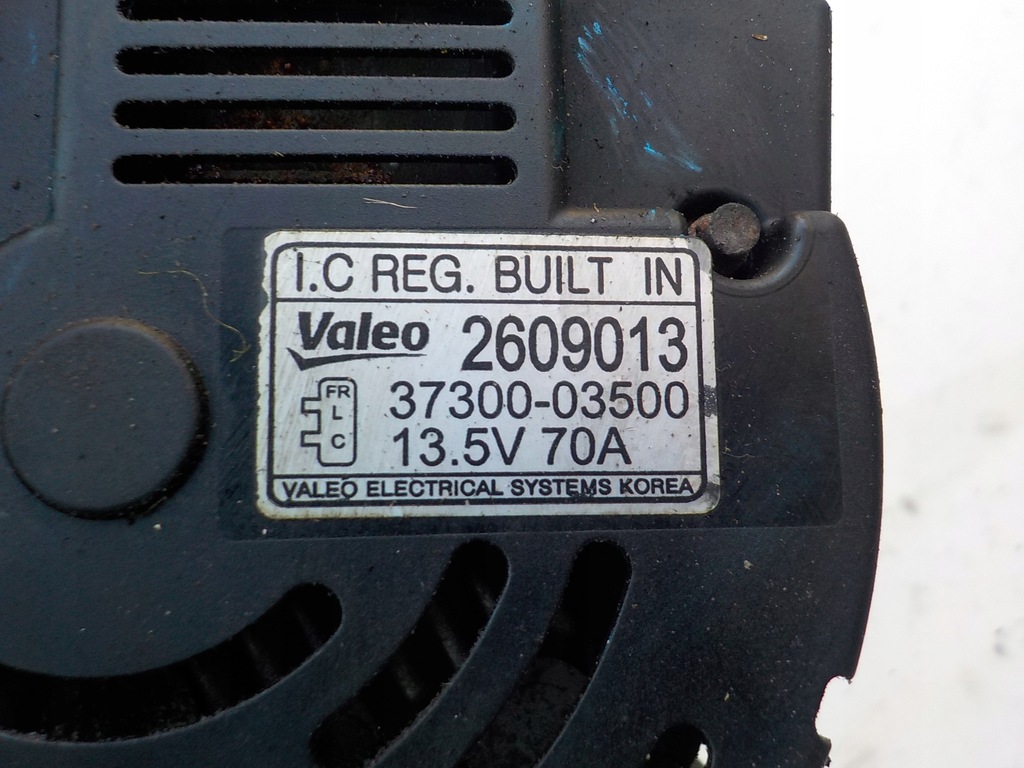 I.C REG. BUILT IN
Valeo 2609013
FR
L
C
37300-03500
13.5V 70A
VALEO ELECTRICAL SYSTEMS KOREA